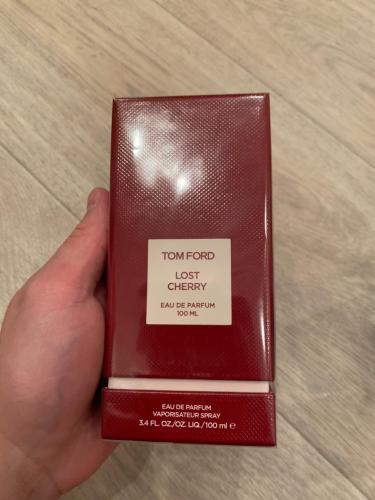 TOM FORD
LOST
CHERRY
EAU DE PARFUM
100 ML
EAU DE PARFUM
VAPORISATEUR SPRAY
3.4 FL. OZ./OZ. LIQ./100 ml ℮